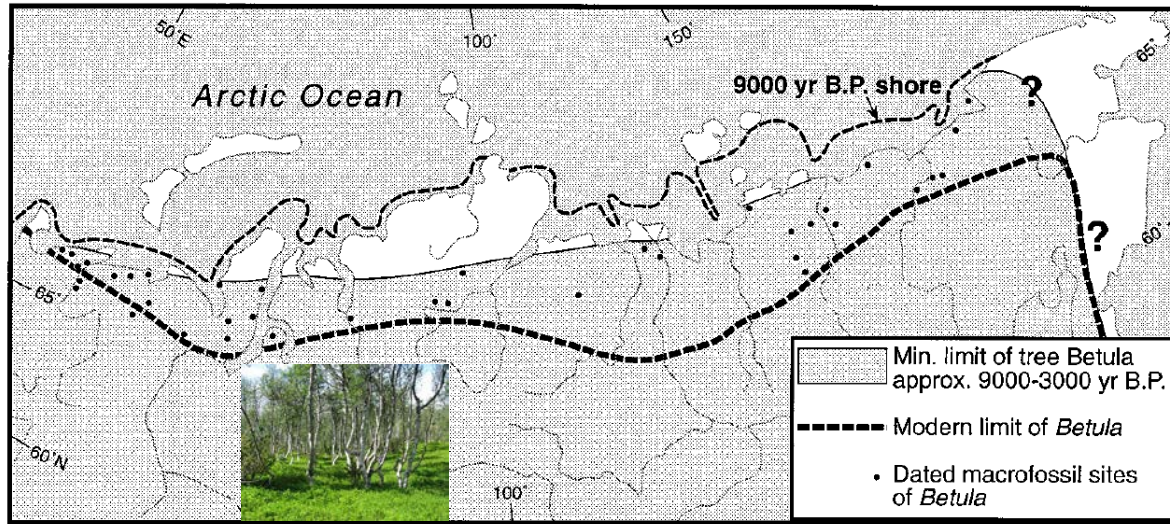 50°E
100°
150°
65°
Arctic Ocean
9000 yr B.P. shore
?
?
60°
65°
60°N
100°
Min. limit of tree Betula
approx. 9000-3000 yr B.P.
Modern limit of Betula
Dated macrofossil sites
of Betula